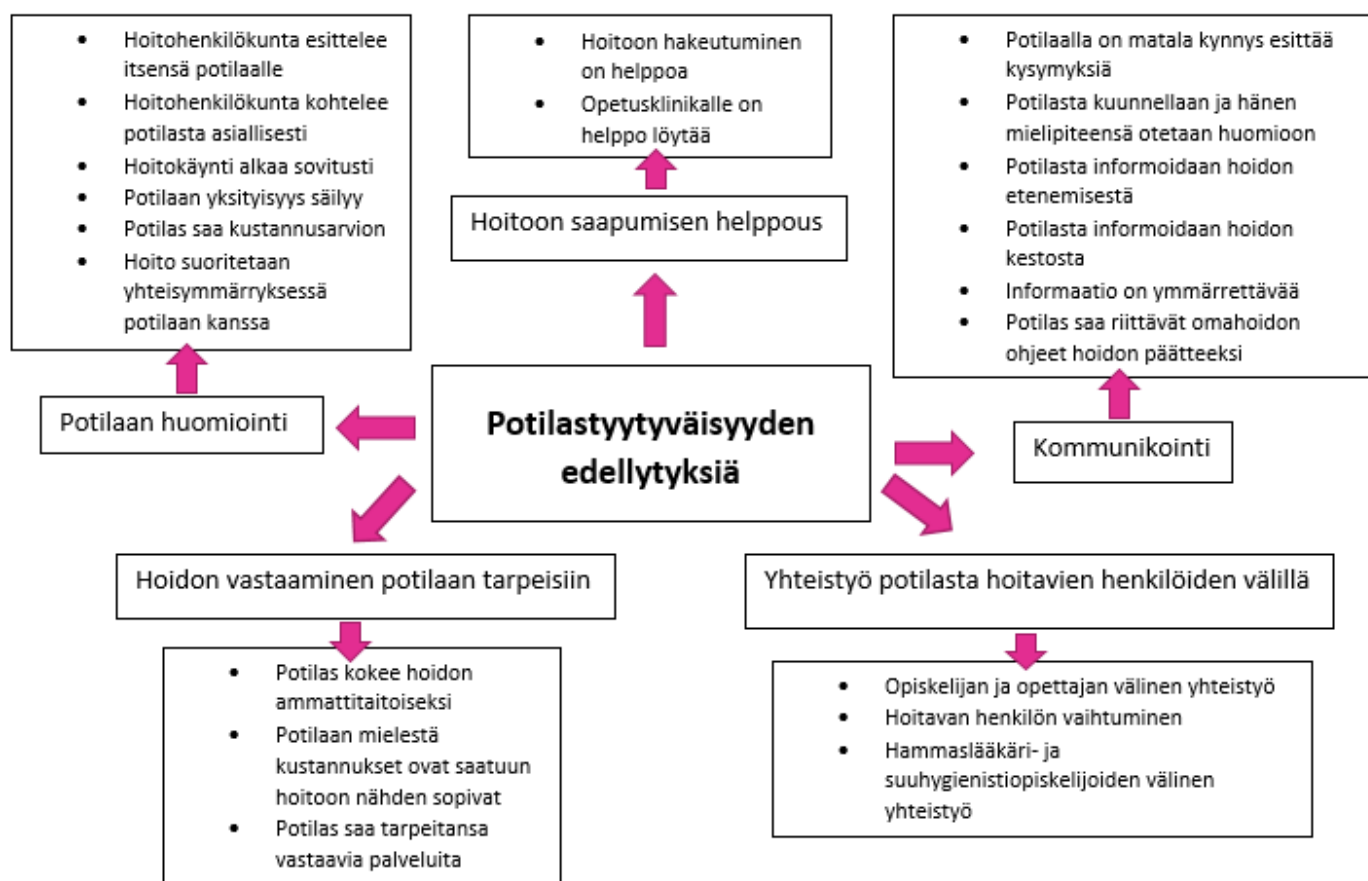 • Hoitohenkilökunta esittelee
itsensä potilaalle
• Hoitohenkilökunta kohtelee
potilasta asiallisesti
• Hoitokäynti alkaa sovitusti
• Potilaan yksityisyys säilyy
• Potilas saa kustannusarvion
• Hoito suoritetaan
yhteisymmärryksessä
potilaan kanssa
Potilaan huomiointi
• Hoitoon hakeutuminen
on helppoa
• Opetusklinikalle on
helppo löytää
Hoitoon saapumisen helppous
• Potilaalla on matala kynnys esittää
kysymyksiä
• Potilasta kuunnellaan ja hänen
mielipiteensä otetaan huomioon
• Potilasta informoidaan hoidon
etenemisestä
• Potilasta informoidaan hoidon
kestosta
• Informaatio on ymmärrettävää
• Potilas saa riittävät omahoidon
ohjeet hoidon päätteeksi
Kommunikointi
Potilastyytyväisyyden
edellytyksiä
Hoidon vastaaminen potilaan tarpeisiin
• Potilas kokee hoidon
ammattitaitoiseksi
• Potilaan mielestä
kustannukset ovat saatuun
hoitoon nähden sopivat
• Potilas saa tarpeitansa
vastaavia palveluita
Yhteistyö potilasta hoitavien henkilöiden välillä
• Opiskelijan ja opettajan välinen yhteistyö
• Hoitavan henkilön vaihtuminen
• Hammaslääkäri- ja
suuhygienistiopiskelijoiden välinen
yhteistyö